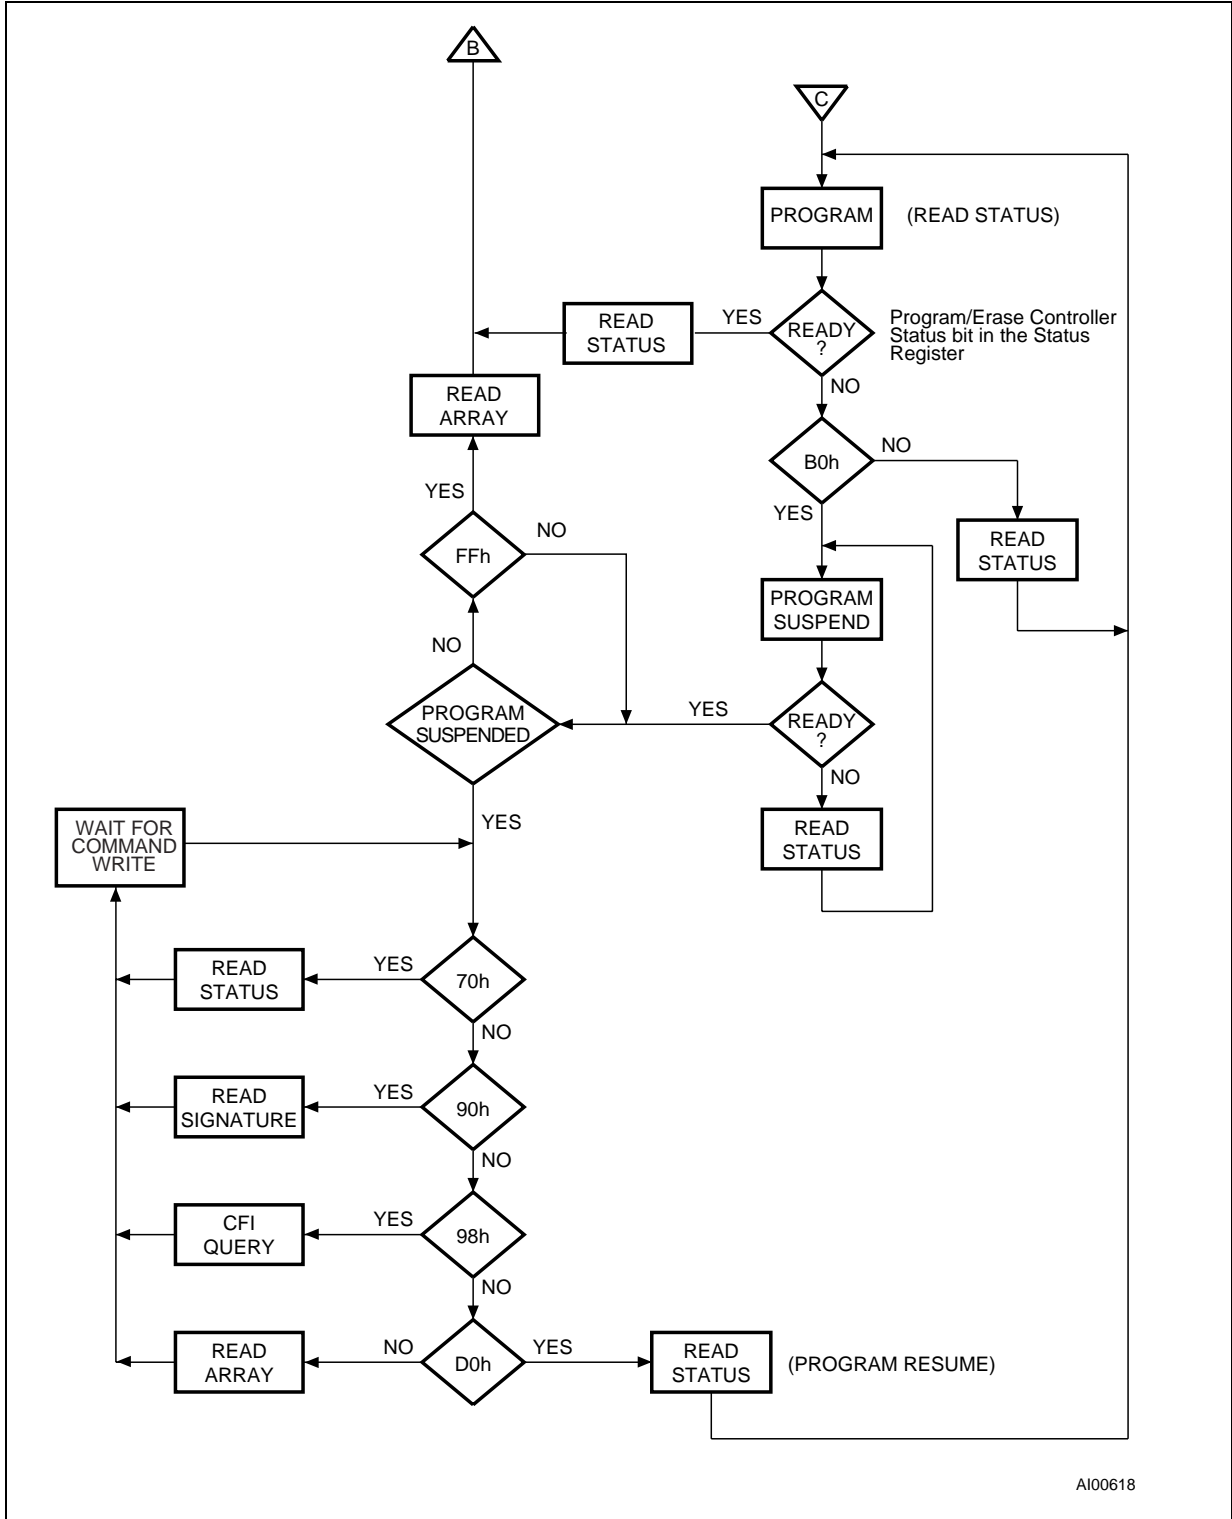 B
C
PROGRAM
(READ STATUS)
READ
STATUS
YES
READY
?
Program/Erase Controller
Status bit in the Status
Register
NO
READ
ARRAY
B0h
NO
YES
YES
FFh
NO
READ
STATUS
PROGRAM
SUSPEND
NO
PROGRAM
SUSPENDED
YES
READY
?
NO
YES
READ
STATUS
WAIT FOR
COMMAND
WRITE
READ
STATUS
YES
70h
NO
READ
SIGNATURE
YES
90h
NO
CFI
QUERY
YES
98h
NO
READ
ARRAY
NO
D0h
YES
READ
STATUS
(PROGRAM RESUME)
AI00618